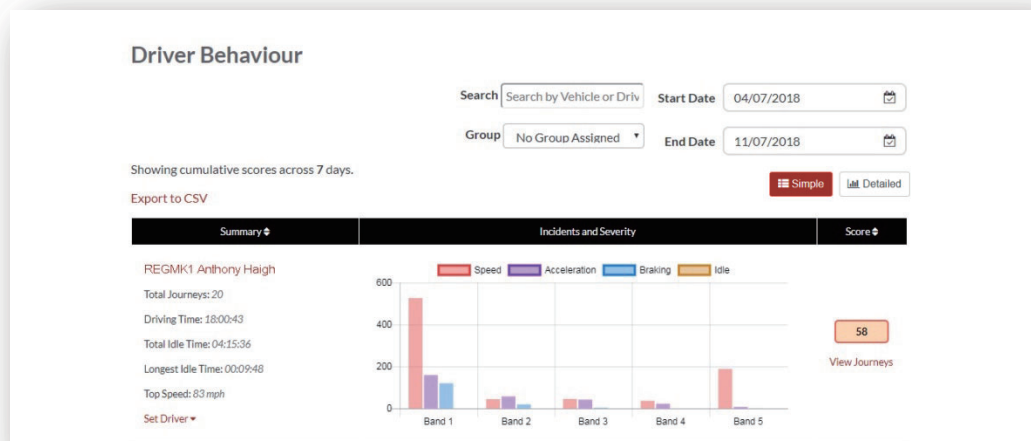 Driver Behaviour
Search Search by Vehicle or Driv Start Date 04/07/2018
Group No Group Assigned End Date 11/07/2018
Showing cumulative scores across 7 days.
Simple Detailed
Export to CSV
Summary Incidents and Severity Score
REGMK1 Anthony Haigh
Speed Acceleration Braking Idle
Total Journeys: 20
Driving Time: 18:00:43
Total Idle Time: 04:15:36
Longest Idle Time: 00:09:48
Top Speed: 83 mph
Set Driver
600
400
200
0
Band 1 Band 2 Band 3 Band 4 Band 5
58
View Journeys